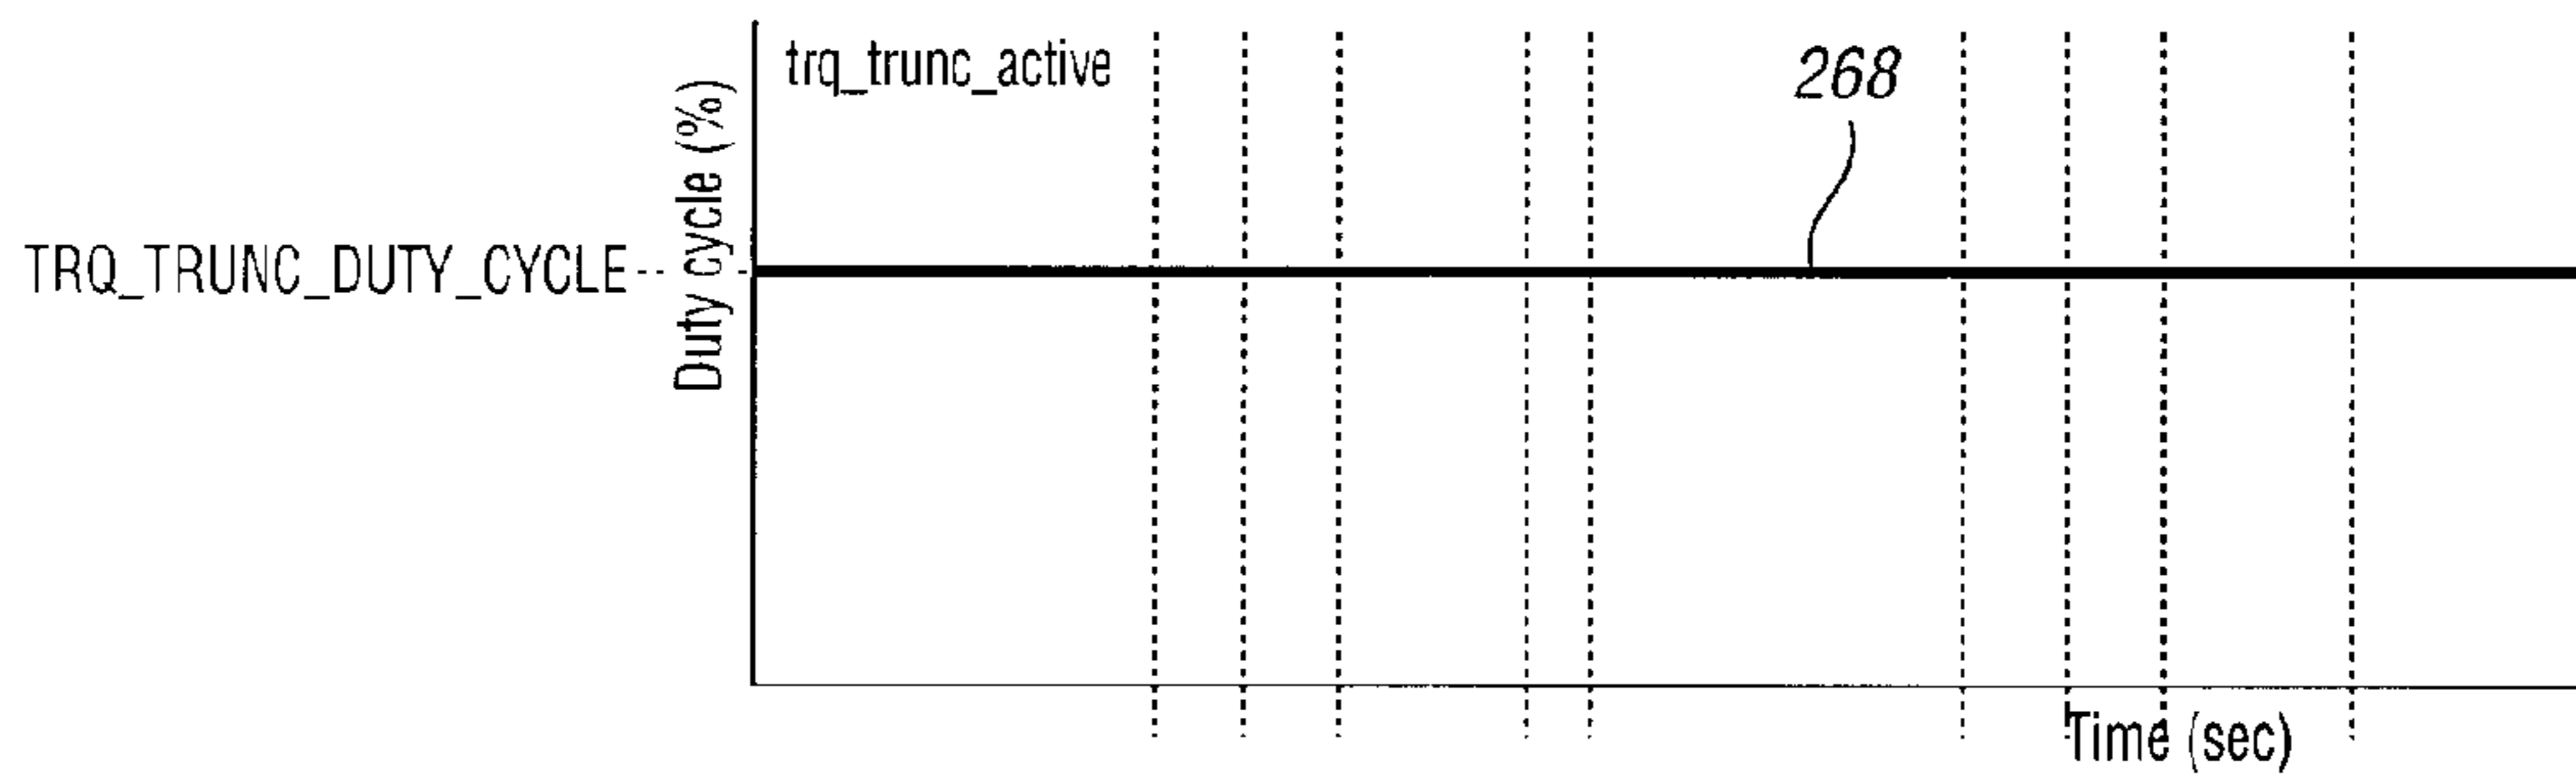 trq_trunc_active
268
TRQ_TRUNC_DUTY_CYCLE
Duty cycle (%)
Time (sec)